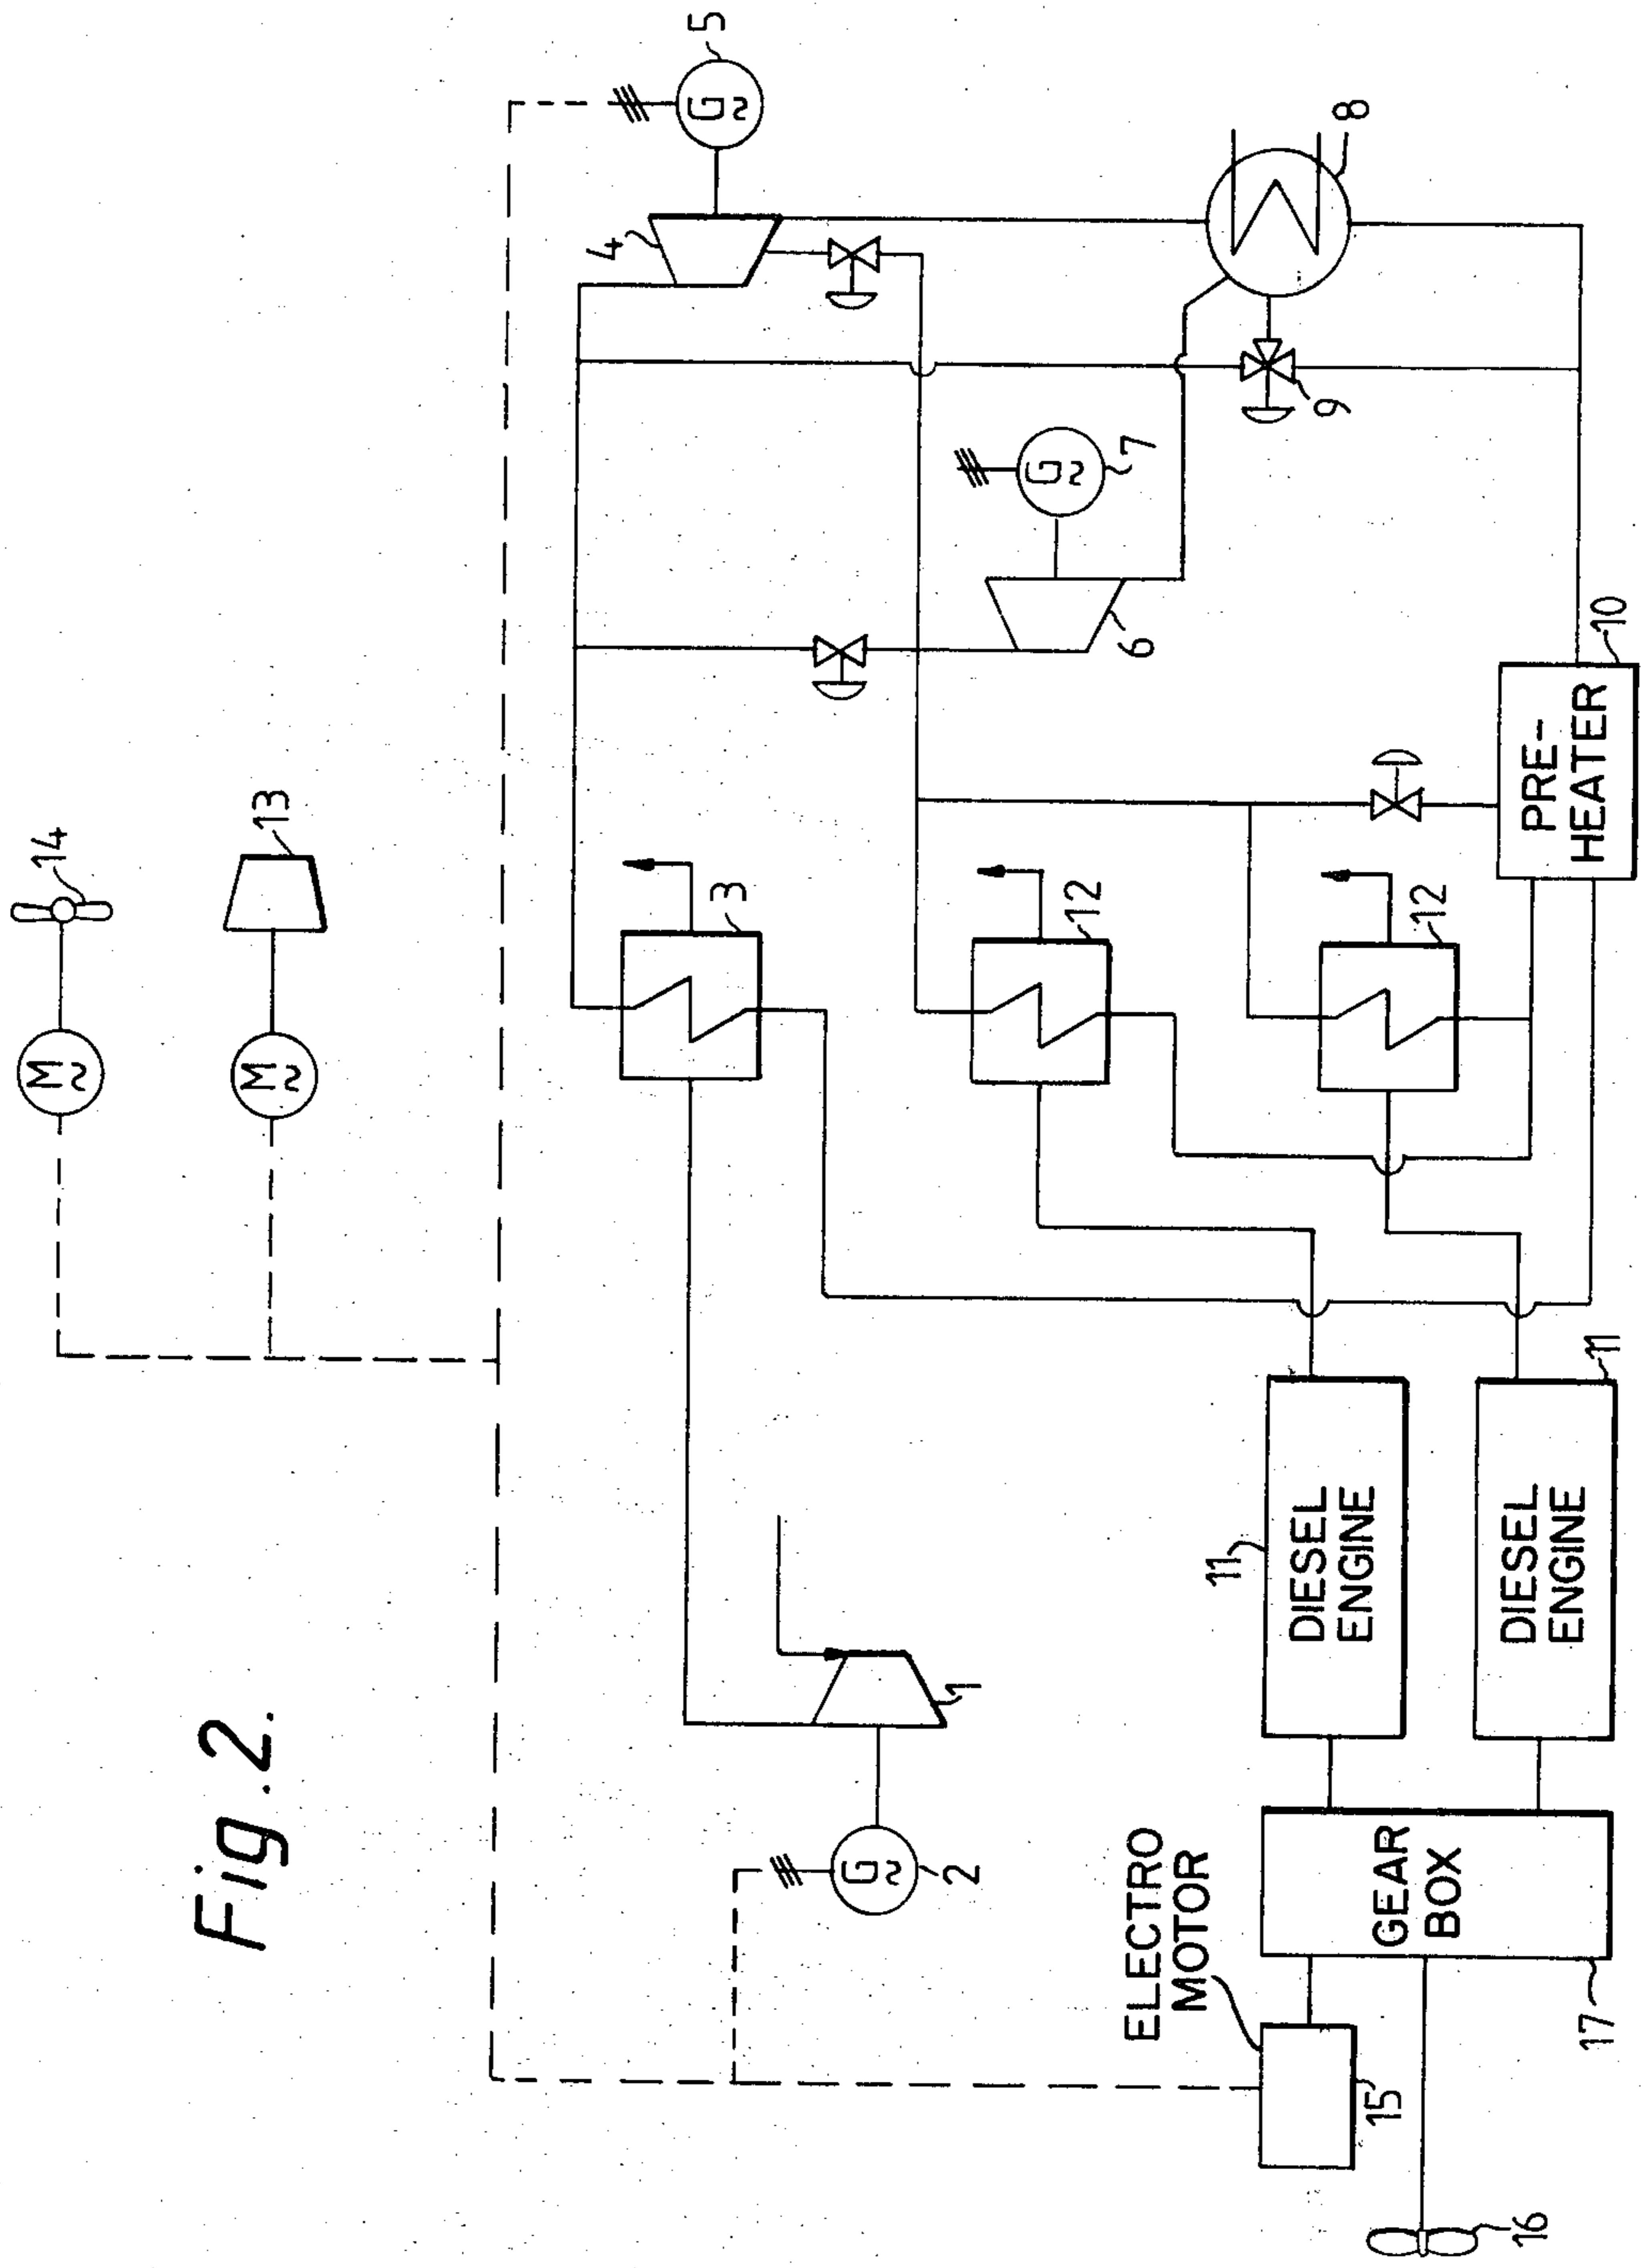 Fig.2.
14
13
5
G~
4
8
9
7
G~
6
10
PRE-
HEATER
3
12
12
M~
M~
11
DIESEL
ENGINE
11
DIESEL
ENGINE
1
2
G~
GEAR
BOX
17
ELECTRO
MOTOR
15
16